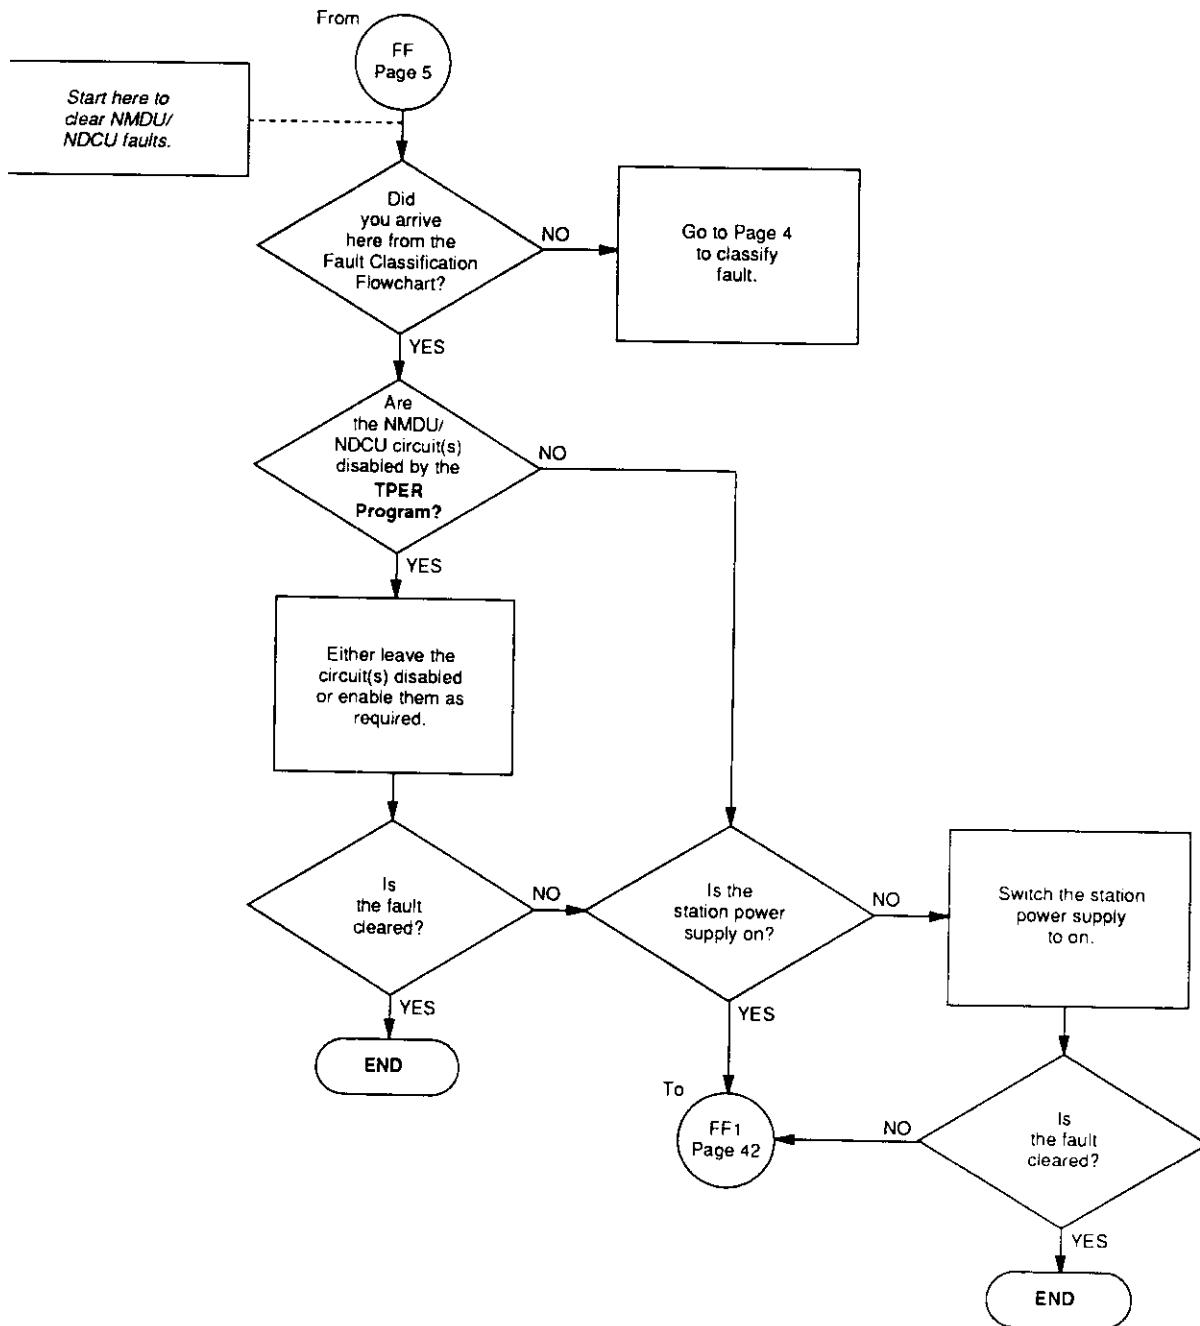 From
FF
Page 5
Start here to
clear NMDU/
NDCU faults.
Did
you arrive
here from the
Fault Classification
Flowchart?
NO
Go to Page 4
to classify
fault.
YES
Are
the NMDU/
NDCU circuit(s)
disabled by the
TPER
Program?
NO
YES
Either leave the
circuit(s) disabled
or enable them as
required.
Is
the fault
cleared?
NO
Is the
station power
supply on?
NO
Switch the station
power supply
to on.
YES
END
YES
To
FF1
Page 42
NO
Is
the fault
cleared?
YES
END